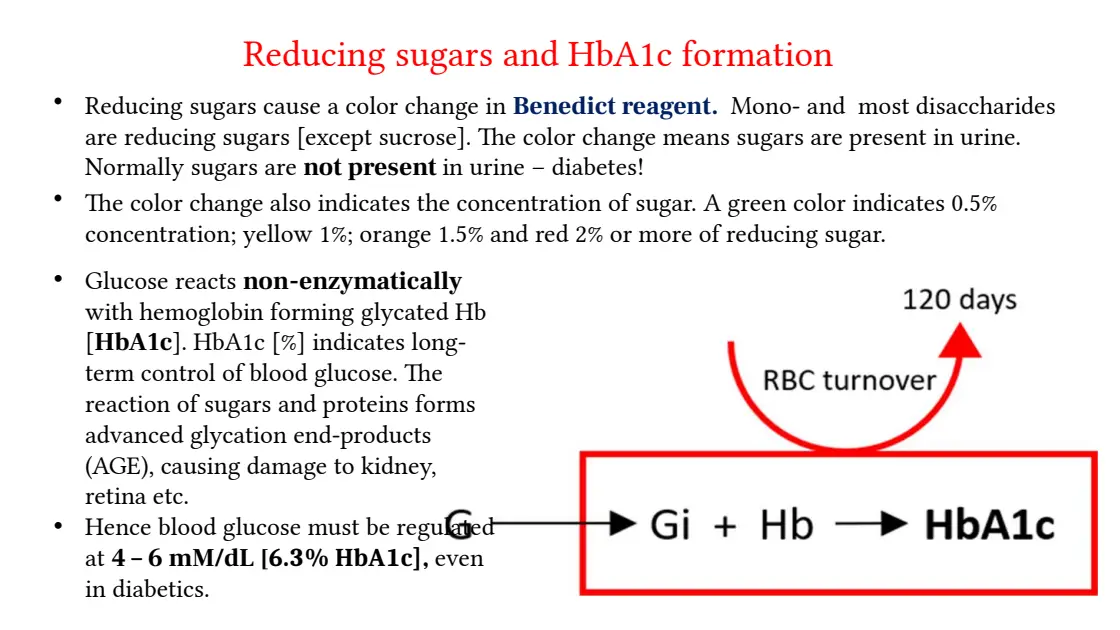 Reducing sugars and HbA1c formation
• Reducing sugars cause a color change in Benedict reagent.  Mono- and  most disaccharides
are reducing sugars [except sucrose]. The color change means sugars are present in urine.
Normally sugars are not present in urine – diabetes!
• The color change also indicates the concentration of sugar. A green color indicates 0.5%
concentration; yellow 1%; orange 1.5% and red 2% or more of reducing sugar.
• Glucose reacts non-enzymatically
with hemoglobin forming glycated Hb
[HbA1c]. HbA1c [%] indicates long-
term control of blood glucose. The
reaction of sugars and proteins forms
advanced glycation end-products
(AGE), causing damage to kidney,
retina etc.
• Hence blood glucose must be regulated
at 4 – 6 mM/dL [6.3% HbA1c], even
in diabetics.
120 days
RBC turnover
G
Gi + Hb
HbA1c